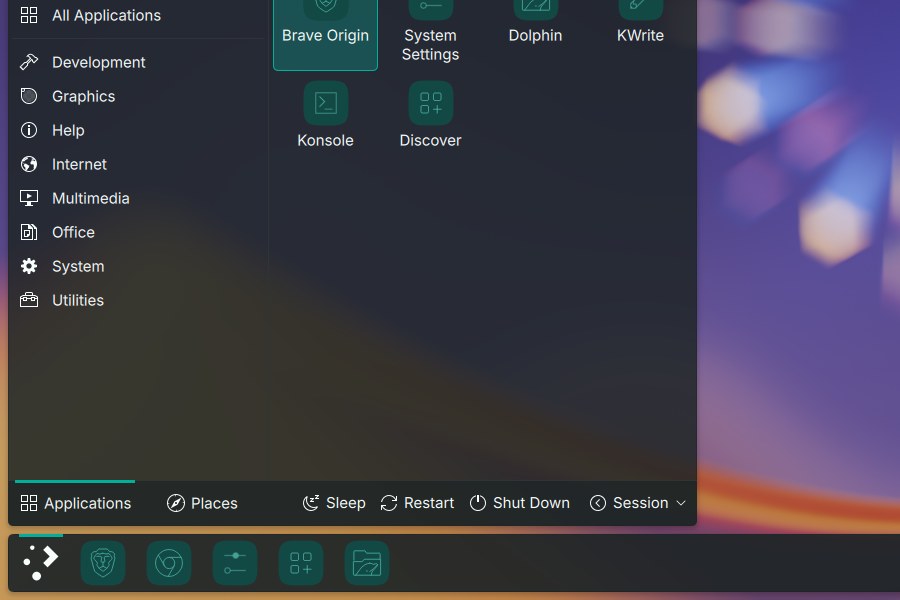 All Applications
Development
Graphics
Help
Internet
Multimedia
Office
System
Utilities
Brave Origin
System
Settings
Dolphin
KWrite
Konsole
Discover
Applications
Places
Sleep
Restart
Shut Down
Session